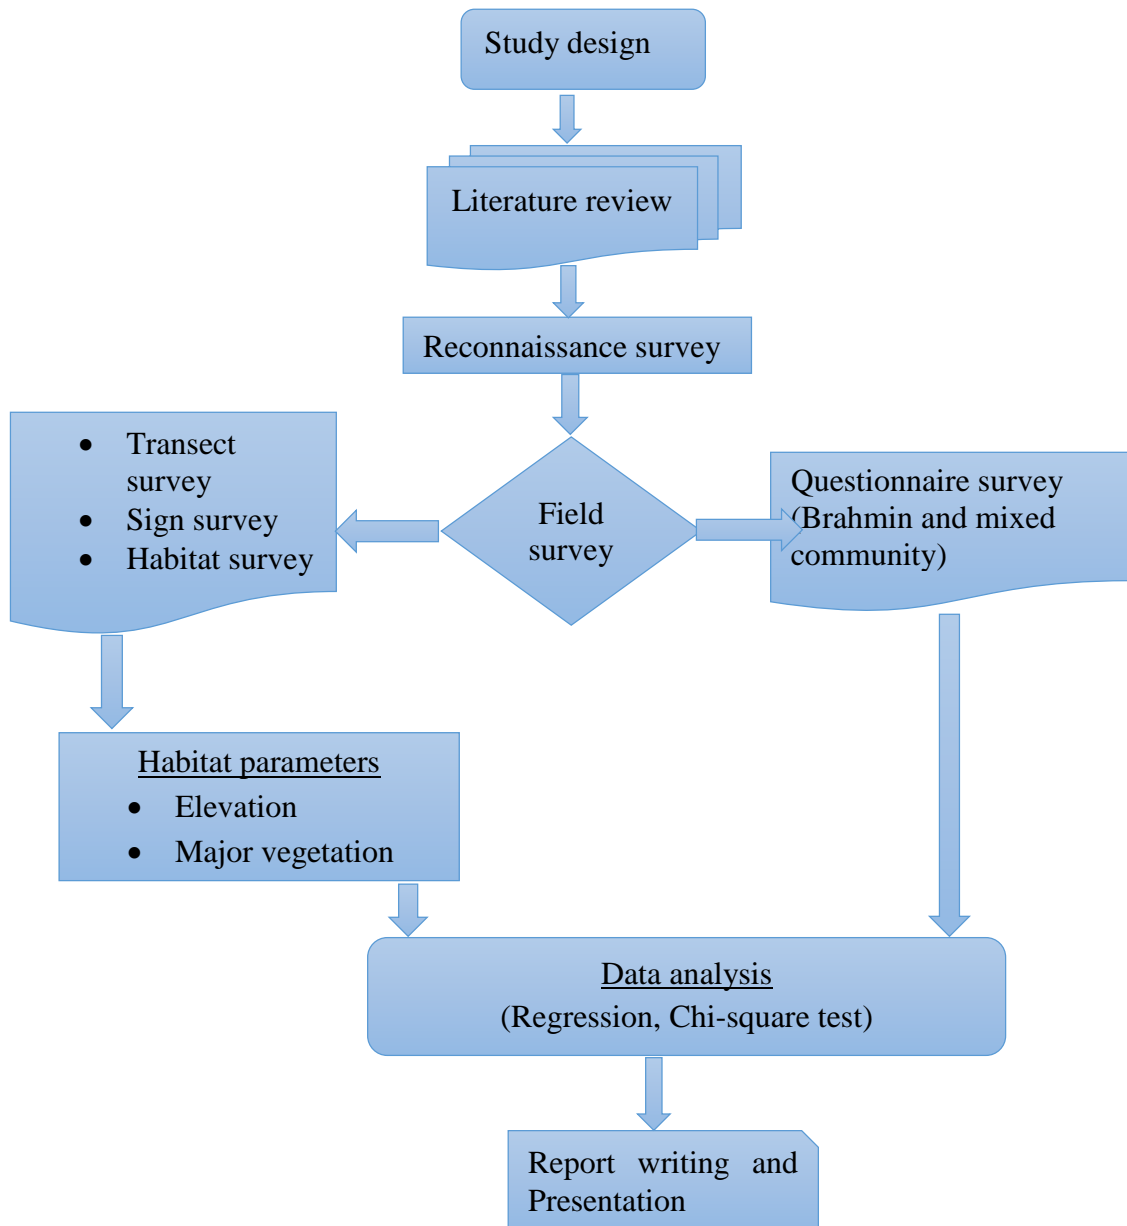 Study design
Literature review
Reconnaissance survey
• Transect
survey
• Sign survey
• Habitat survey
Field
survey
Questionnaire survey
(Brahmin and mixed
community)
Habitat parameters
• Elevation
• Major vegetation
Data analysis
(Regression, Chi-square test)
Report writing and
Presentation